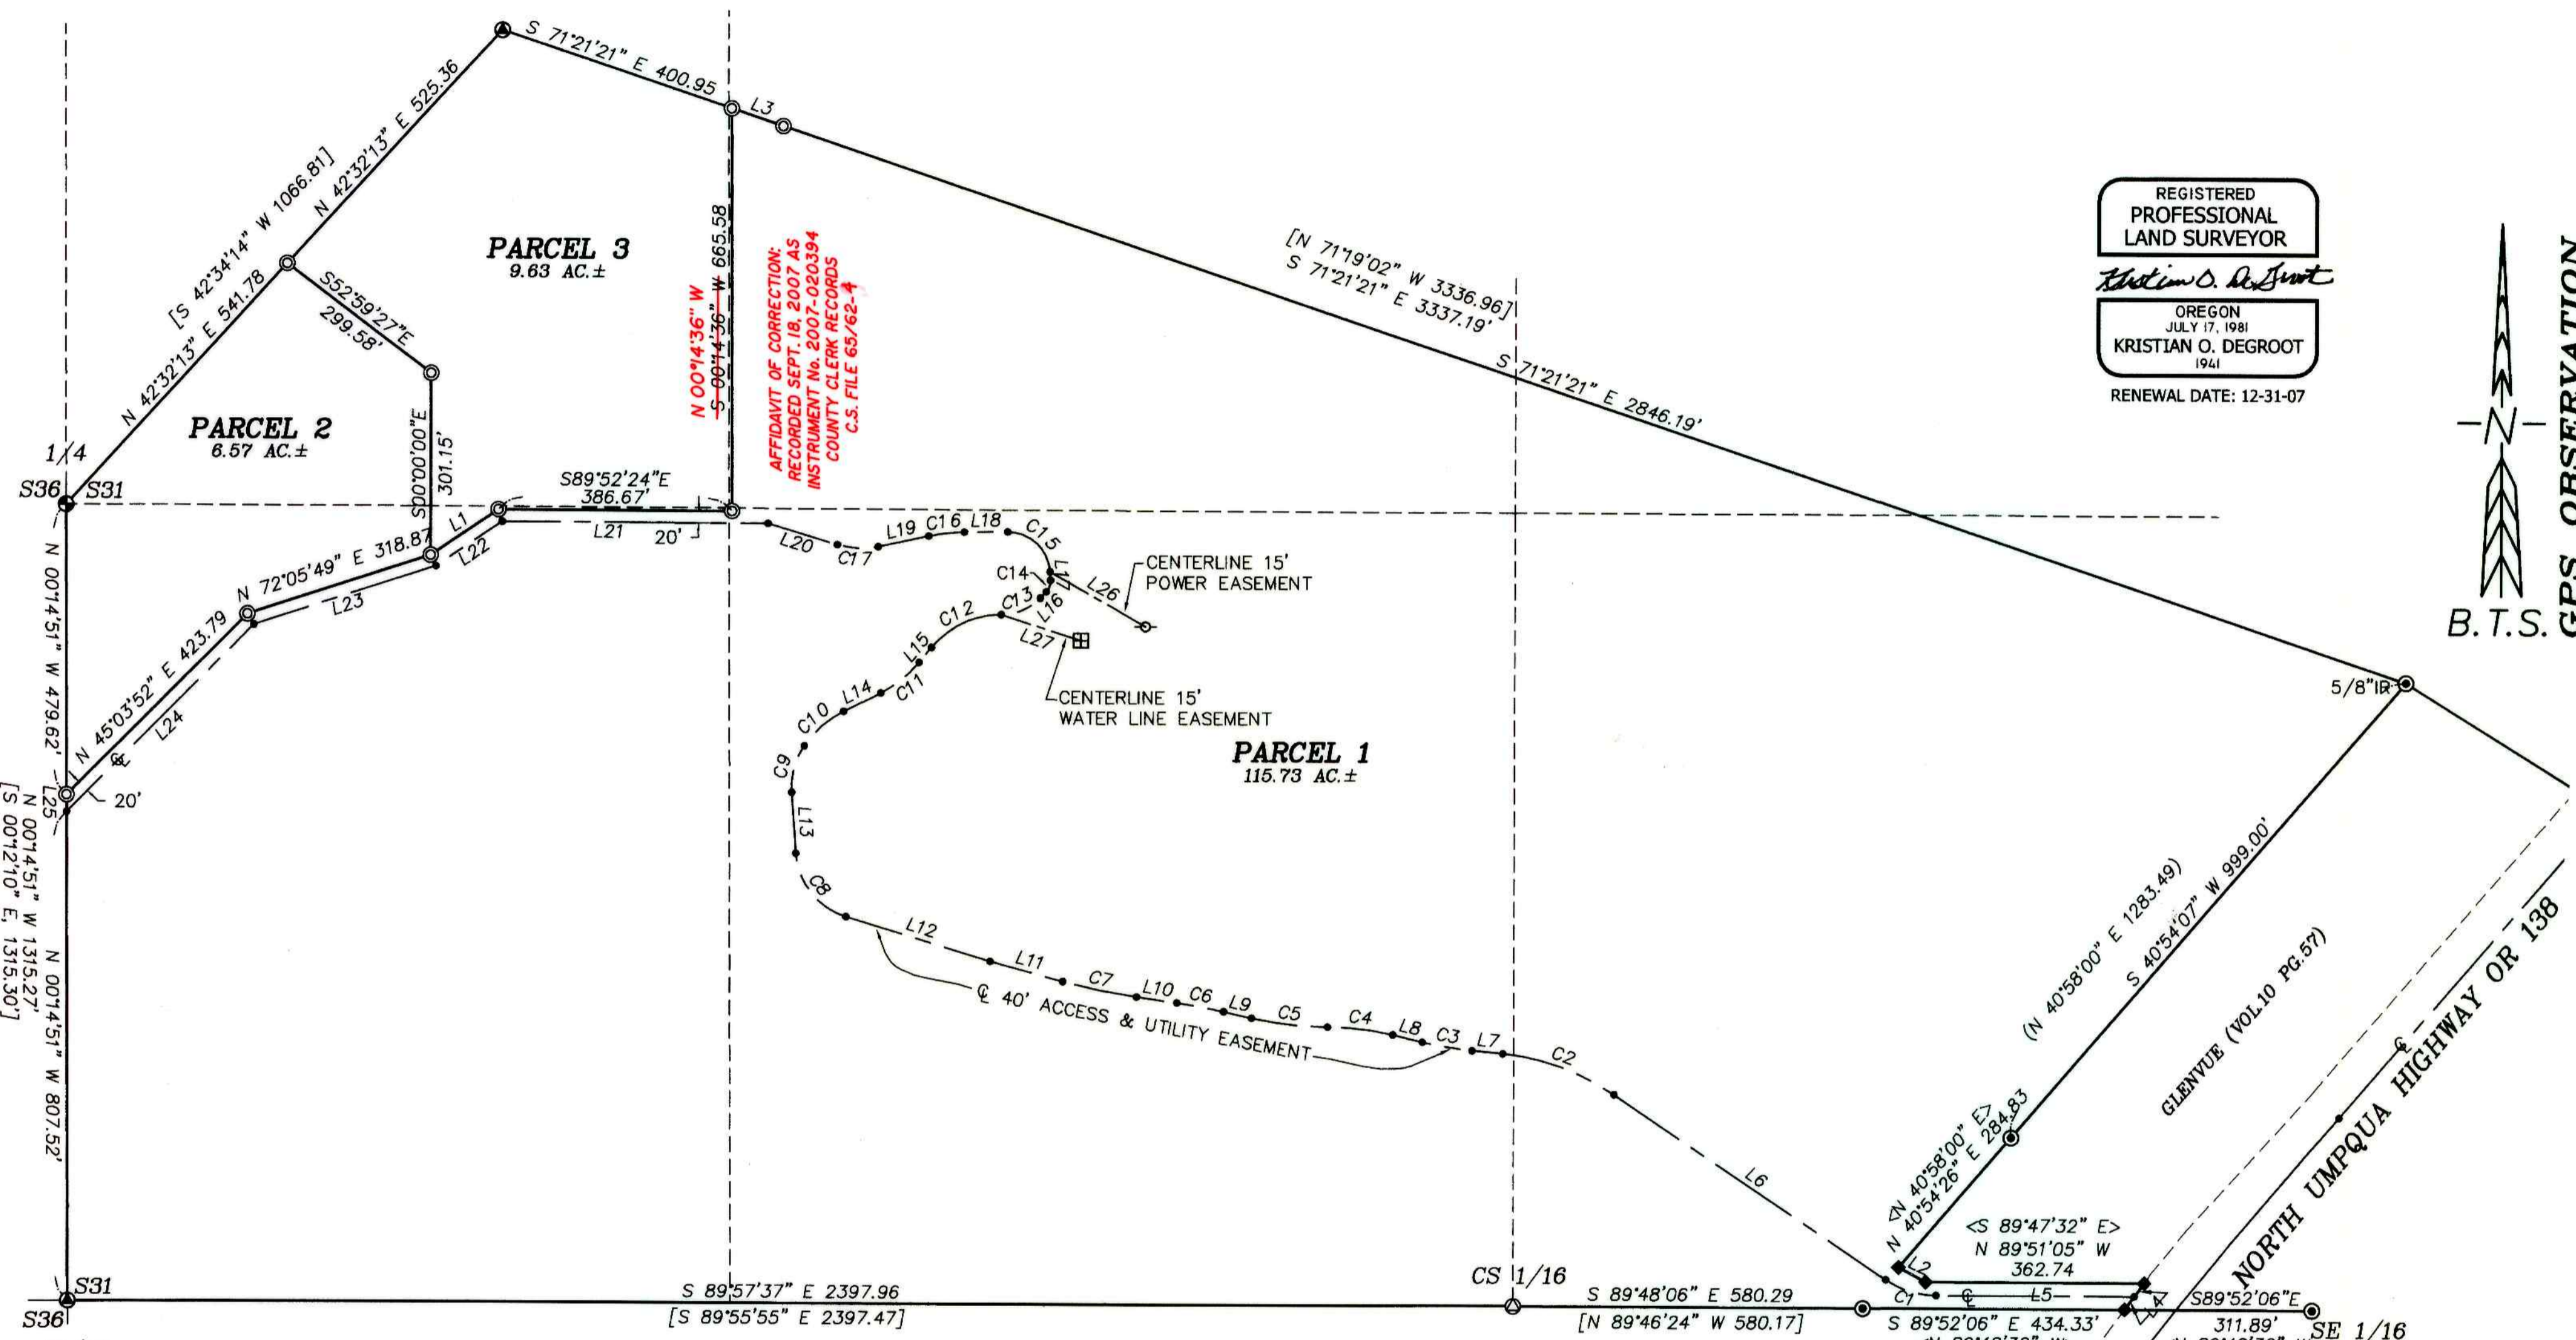 S 71°21'21" E 400.95
L3
N 42°32'13" E 525.36
[S 42°34'14" W 1066.81]
N 42°32'13" E 541.78
PARCEL 3
9.63 AC.±
S52°59'27"E
299.58'
PARCEL 2
6.57 AC.±
S00°00'00"E
301.15'
N 00°14'36" W
S 00°14'36" W 665.58
AFFIDAVIT OF CORRECTION:
RECORDED SEPT. 18, 2007 AS
INSTRUMENT No. 2007-020394
COUNTY CLERK RECORDS
C.S. FILE 65/62-4
[N 71°19'02" W 3336.96]
S 71°21'21" E 3337.19'
S 71°21'21" E 2846.19'
REGISTERED
PROFESSIONAL
LAND SURVEYOR
Kristian O. DeGroot
OREGON
JULY 17, 1981
KRISTIAN O. DEGROOT
1941
RENEWAL DATE: 12-31-07
N
B.T.S.
GPS OBSERVATION
1/4
S36
S31
S89°52'24"E
386.67'
L1
L22
L21
20'
L20
C17
L19
C16
L18
C15
L17
C14
L26
CENTERLINE 15'
POWER EASEMENT
C13
L16
C12
L27
L15
C11
L14
C10
C9
L13
C8
CENTERLINE 15'
WATER LINE EASEMENT
N 72°05'49" E 318.87
L23
N 45°03'52" E 423.79
L24
℄
20'
L25
N 00°14'51" W 479.62'
N 00°14'51" W 1315.27'
[S 00°12'10" E, 1315.30']
N 00°14'51" W 807.52'
PARCEL 1
115.73 AC.±
5/8"IR
L12
L11
C7
L10
C6
L9
C5
C4
L8
C3
L7
C2
℄ 40' ACCESS & UTILITY EASEMENT
L6
(N 40°58'00" E 1283.49)
S 40°54'07" W 999.00'
GLENVUE (VOL.10 PG.57)
℄
NORTH UMPQUA HIGHWAY OR 138
<N 40°58'00" E>
N 40°54'26" E 284.83
<S 89°47'32" E>
N 89°51'05" W
362.74
L2
C1
℄
L5
L4
S31
S36
S 89°57'37" E 2397.96
[S 89°55'55" E 2397.47]
CS 1/16
S 89°48'06" E 580.29
[N 89°46'24" W 580.17]
S 89°52'06" E 434.33'
S89°52'06"E
311.89'
SE 1/16